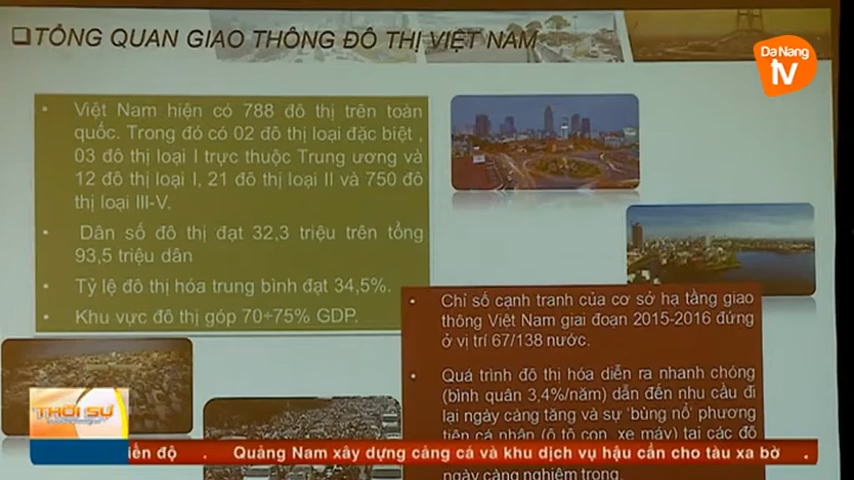 ❑TỔNG QUAN GIAO THÔNG ĐÔ THỊ VIỆT NAM
Da Nang
TV
• Việt Nam hiện có 788 đô thị trên toàn
quốc. Trong đó có 02 đô thị loại đặc biệt ,
03 đô thị loại I trực thuộc Trung ương và
12 đô thị loại I, 21 đô thị loại II và 750 đô
thị loại III-V.
• Dân số đô thị đạt 32,3 triệu trên tổng
93,5 triệu dân
• Tỷ lệ đô thị hóa trung bình đạt 34,5%.
• Khu vực đô thị góp 70÷75% GDP.
• Chỉ số cạnh tranh của cơ sở hạ tầng giao
thông Việt Nam giai đoạn 2015-2016 đứng
ở vị trí 67/138 nước.
• Quá trình đô thị hóa diễn ra nhanh chóng
(bình quân 3,4%/năm) dẫn đến nhu cầu đi
lại ngày càng tăng và sự 'bùng nổ' phương
tiện cá nhân (ô tô con, xe máy) tại các đô
ngày càng nghiêm trọng.
THỜI SỰ
iến độ . Quảng Nam xây dựng cảng cá và khu dịch vụ hậu cần cho tàu xa bờ .